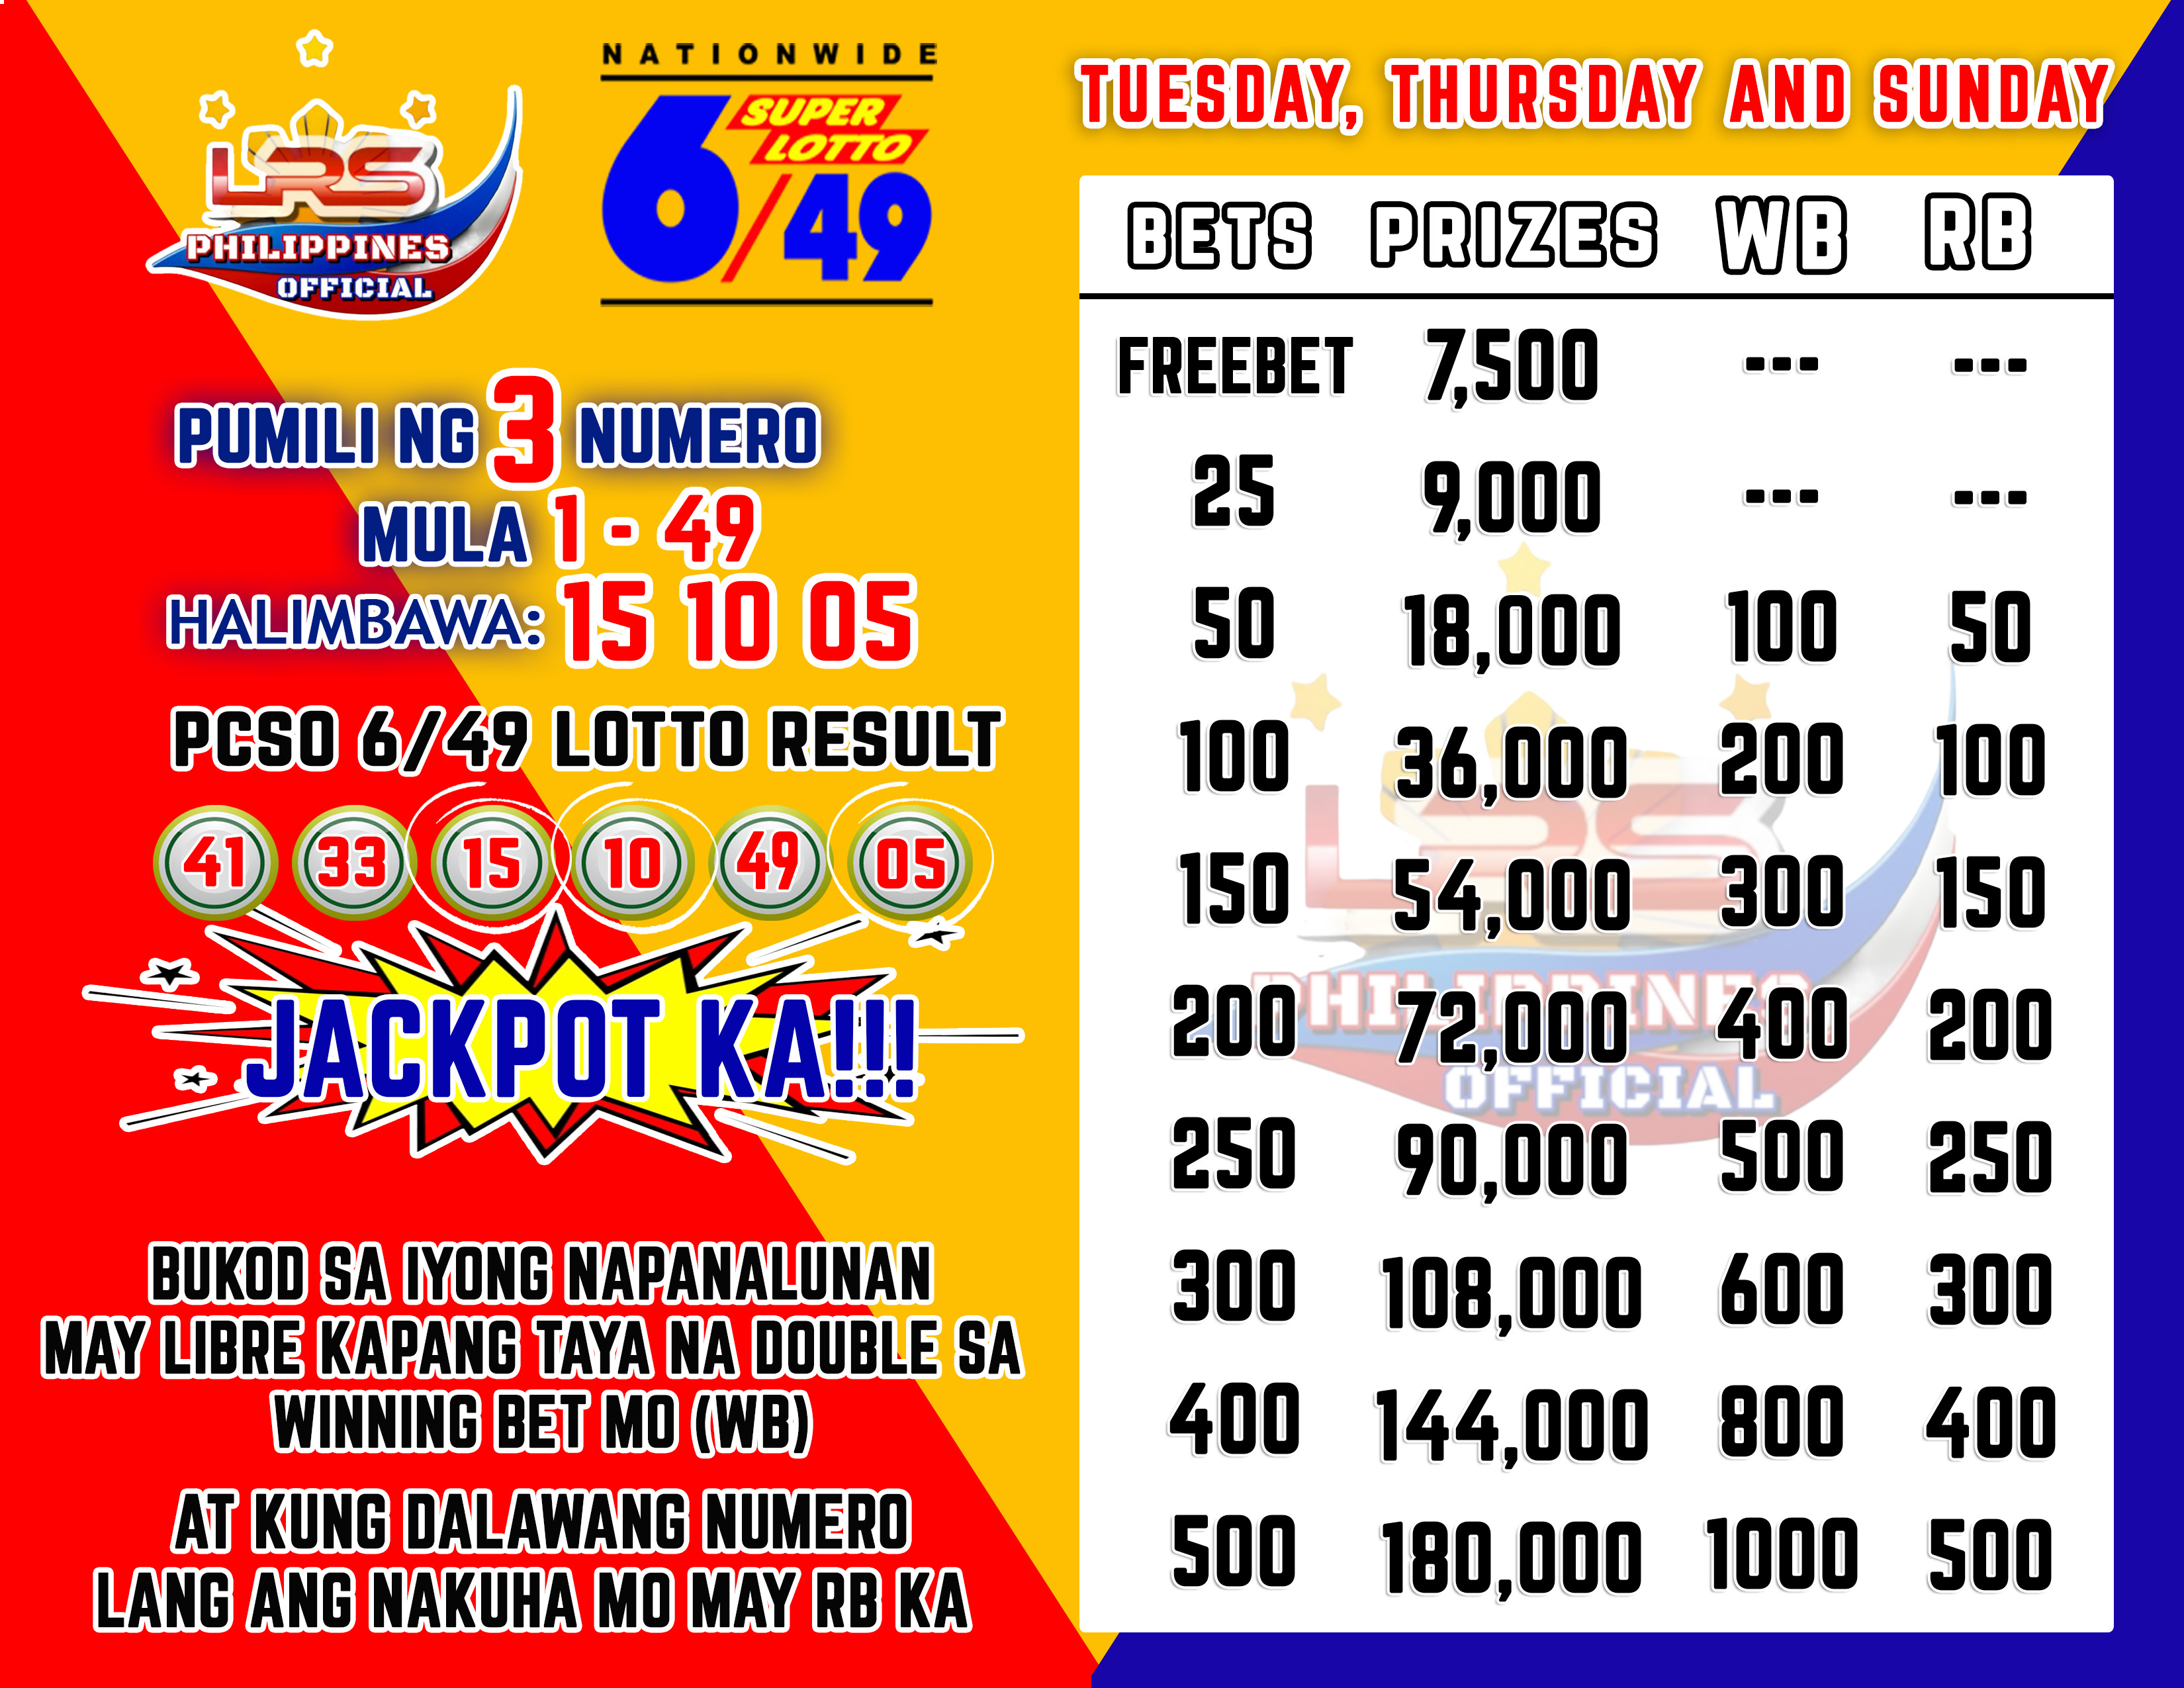 LRS
PHILIPPINES
OFFICIAL
NATIONWIDE
SUPER
LOTTO
6/49
TUESDAY, THURSDAY AND SUNDAY
PUMILI NG 3 NUMERO
MULA 1 - 49
HALIMBAWA: 15 10 05
PCSO 6/49 LOTTO RESULT
41 33 15 10 49 05
JACKPOT KA!!!
BUKOD SA IYONG NAPANALUNAN
MAY LIBRE KAPANG TAYA NA DOUBLE SA
WINNING BET MO (WB)
AT KUNG DALAWANG NUMERO
LANG ANG NAKUHA MO MAY RB KA
BETS PRIZES WB RB
FREEBET 7,500 --- ---
25 9,000 --- ---
50 18,000 100 50
100 36,000 200 100
150 54,000 300 150
200 72,000 400 200
250 90,000 500 250
300 108,000 600 300
400 144,000 800 400
500 180,000 1000 500
LRS
PHILIPPINES
OFFICIAL